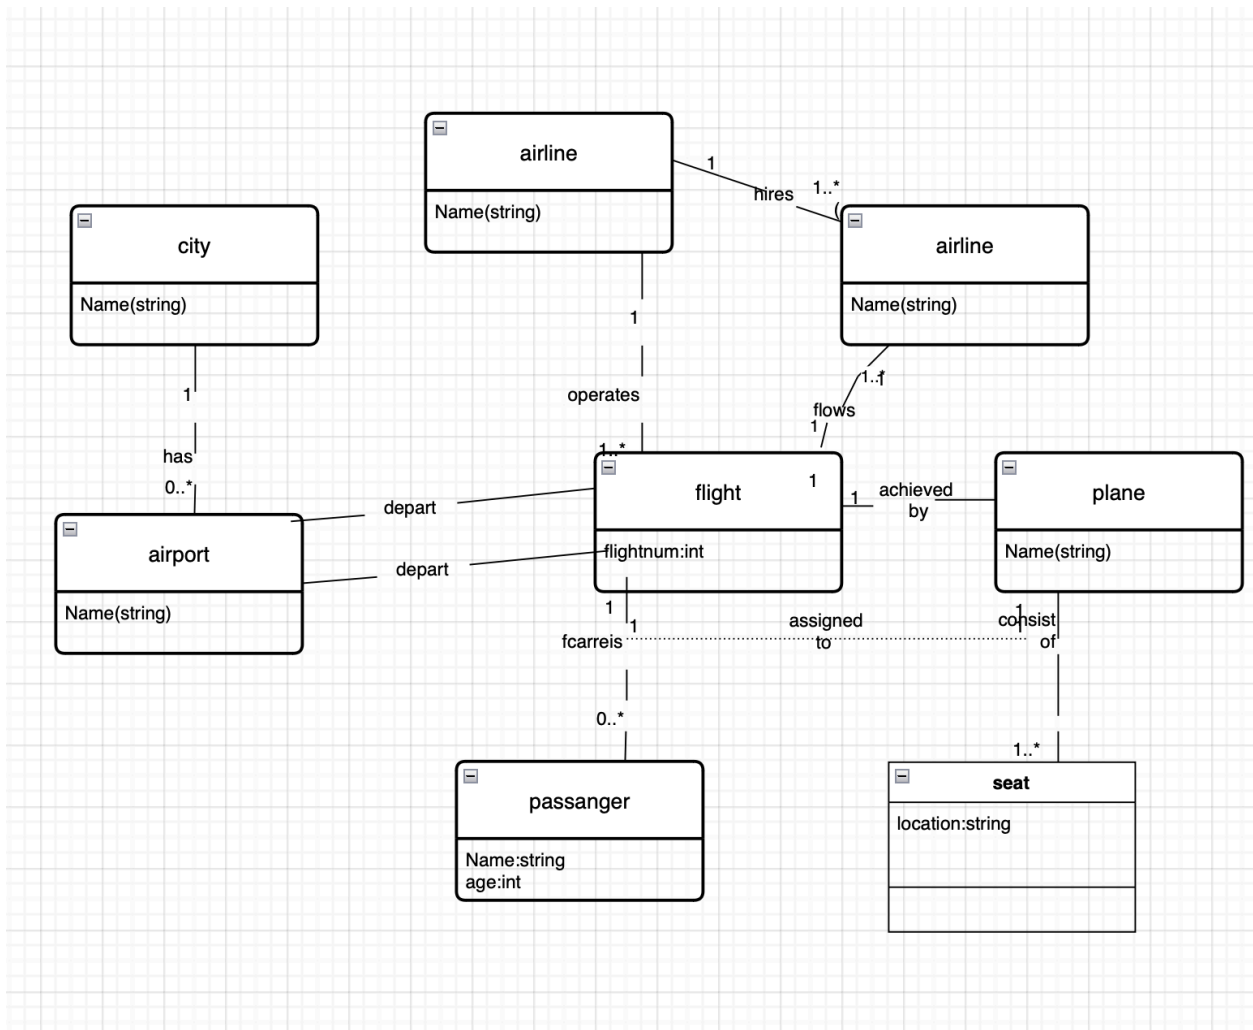 airline
Name(string)
1
hires
1..*
(
city
Name(string)
airline
Name(string)
1
operates
1..*
1..*
1
flows
1
1
has
0..*
depart
flight
1
flightnum:int
1
achieved
by
plane
Name(string)
airport
Name(string)
depart
1
1
fcarreis
assigned
to
1
consist
of
0..*
1..*
passanger
Name:string
age:int
seat
location:string